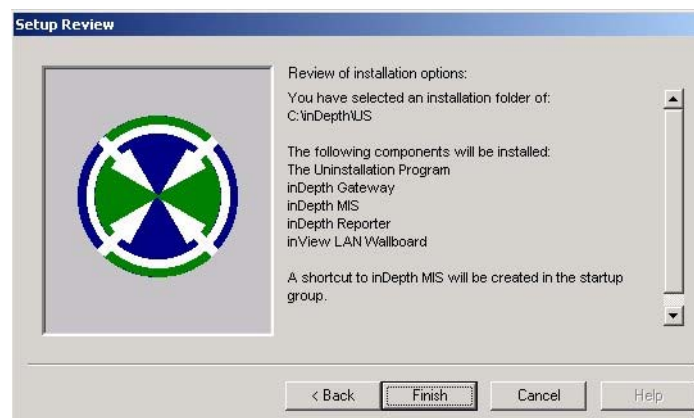 Setup Review
Review of installation options:
You have selected an installation folder of:
C:\inDepth\US
The following components will be installed:
The Uninstallation Program
inDepth Gateway
inDepth MIS
inDepth Reporter
inView LAN Wallboard
A shortcut to inDepth MIS will be created in the startup
group.
< Back Finish Cancel Help